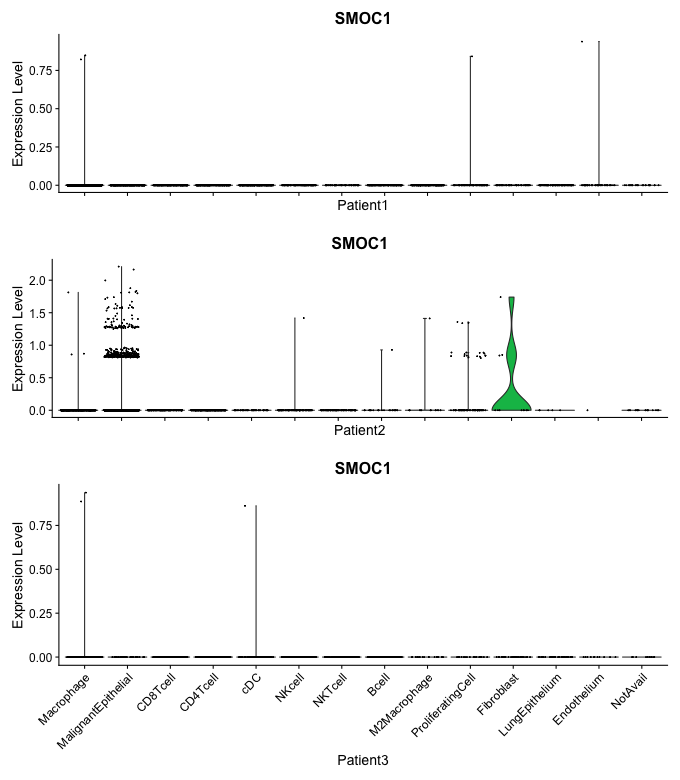 SMOC1
Expression Level
0.75
0.50
0.25
0.00
Patient1
SMOC1
Expression Level
2.0
1.5
1.0
0.5
0.0
Patient2
SMOC1
Expression Level
0.75
0.50
0.25
0.00
Macrophage
MalignantEpithelial
CD8Tcell
CD4Tcell
cDC
NKcell
NKTcell
Bcell
M2Macrophage
ProliferatingCell
Fibroblast
LungEpithelium
Endothelium
NotAvail
Patient3